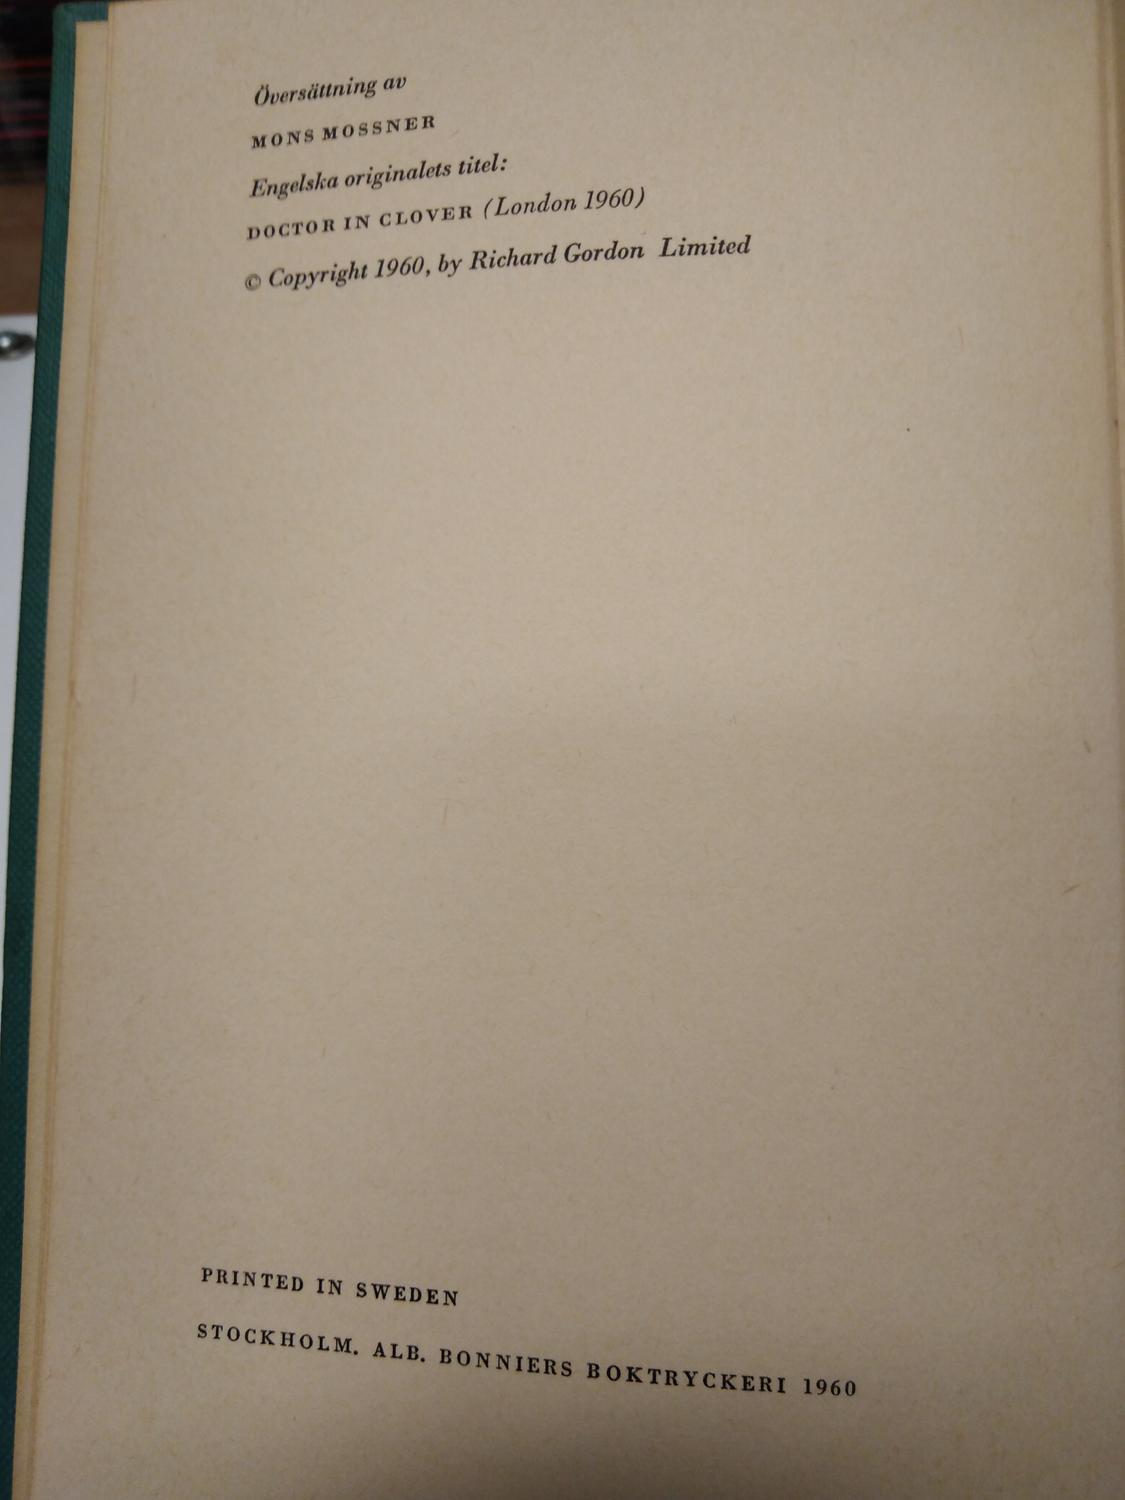 Översättning av
MONS MOSSNER
Engelska originalets titel:
DOCTOR IN CLOVER (London 1960)
© Copyright 1960, by Richard Gordon Limited
PRINTED IN SWEDEN
STOCKHOLM. ALB. BONNIERS BOKTRYCKERI 1960